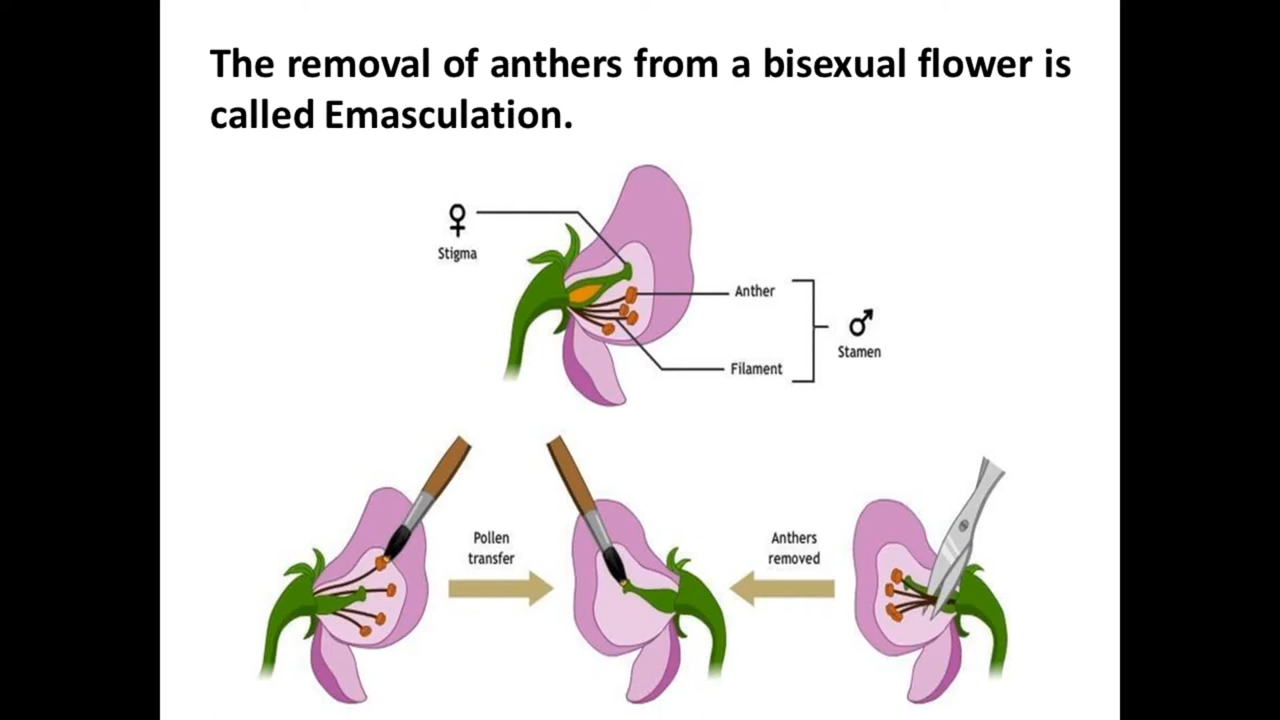 The removal of anthers from a bisexual flower is
called Emasculation.
♀
Stigma
Anther
♂
Stamen
Filament
Pollen
transfer
Anthers
removed